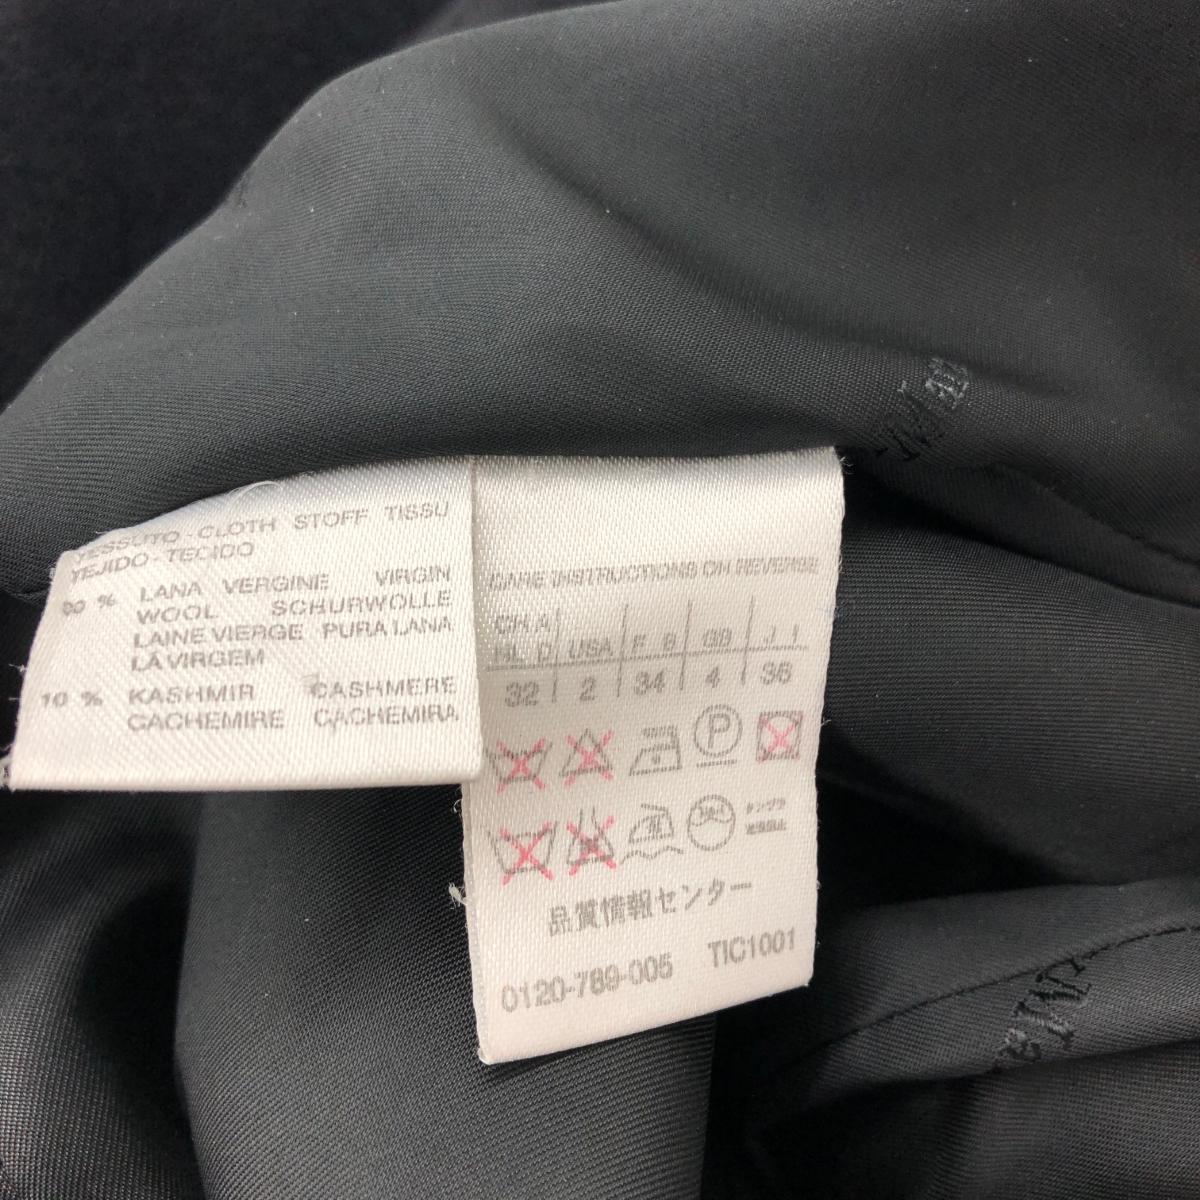 TESSUTO-CLOTH STOFF TISSU
TEJIDO-TECIDO
90 % LANA VERGINE VIRGIN
WOOL SCHURWOLLE
LAINE VIERGE PURA LANA
LÃ VIRGEM
10 % KASHMIR CASHMERE
CACHEMIRE CACHEMIRA
CARE INSTRUCTIONS ON REVERSE
CH A
NL D USA F B GB J I
32 2 34 4 36
P
品質情報センター
0120-789-005 TIC1001